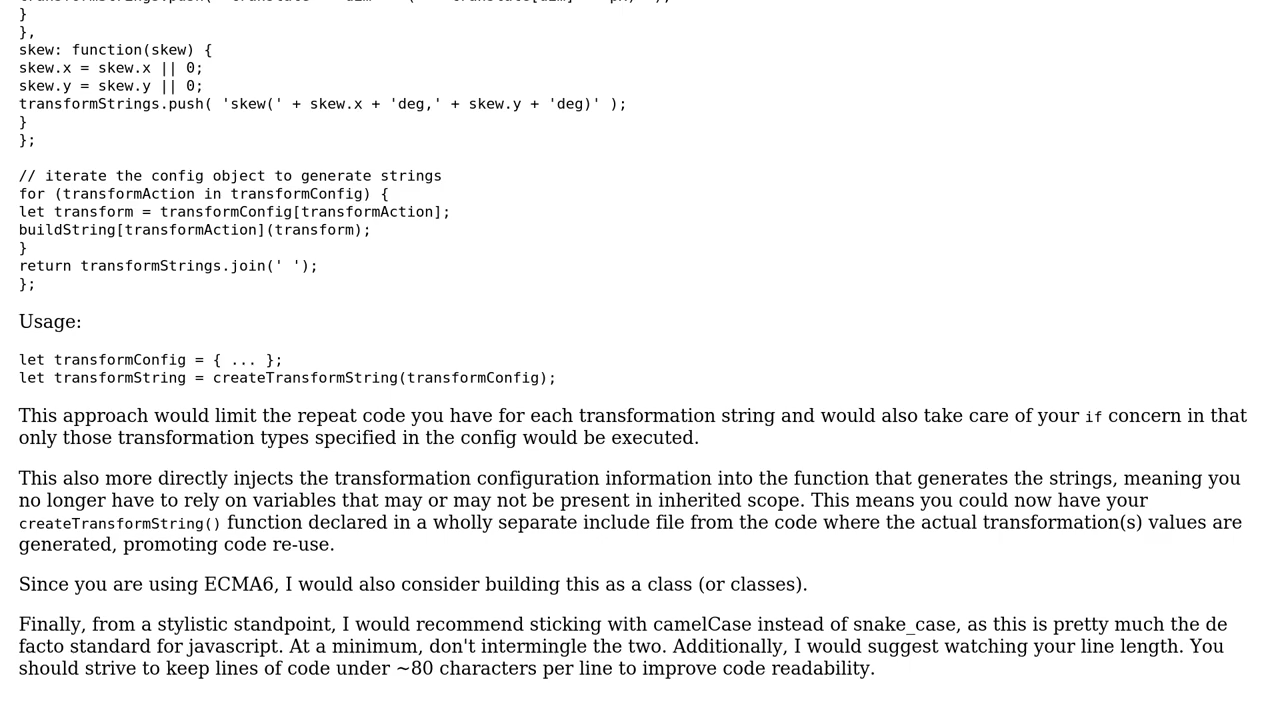 }
},
skew: function(skew) {
skew.x = skew.x || 0;
skew.y = skew.y || 0;
transformStrings.push( 'skew(' + skew.x + 'deg,' + skew.y + 'deg)' );
}
};
// iterate the config object to generate strings
for (transformAction in transformConfig) {
let transform = transformConfig[transformAction];
buildString[transformAction](transform);
}
return transformStrings.join(' ');
};
Usage:
let transformConfig = { ... };
let transformString = createTransformString(transformConfig);
This approach would limit the repeat code you have for each transformation string and would also take care of your if concern in that
only those transformation types specified in the config would be executed.
This also more directly injects the transformation configuration information into the function that generates the strings, meaning you
no longer have to rely on variables that may or may not be present in inherited scope. This means you could now have your
createTransformString() function declared in a wholly separate include file from the code where the actual transformation(s) values are
generated, promoting code re-use.
Since you are using ECMA6, I would also consider building this as a class (or classes).
Finally, from a stylistic standpoint, I would recommend sticking with camelCase instead of snake_case, as this is pretty much the de
facto standard for javascript. At a minimum, don't intermingle the two. Additionally, I would suggest watching your line length. You
should strive to keep lines of code under ~80 characters per line to improve code readability.